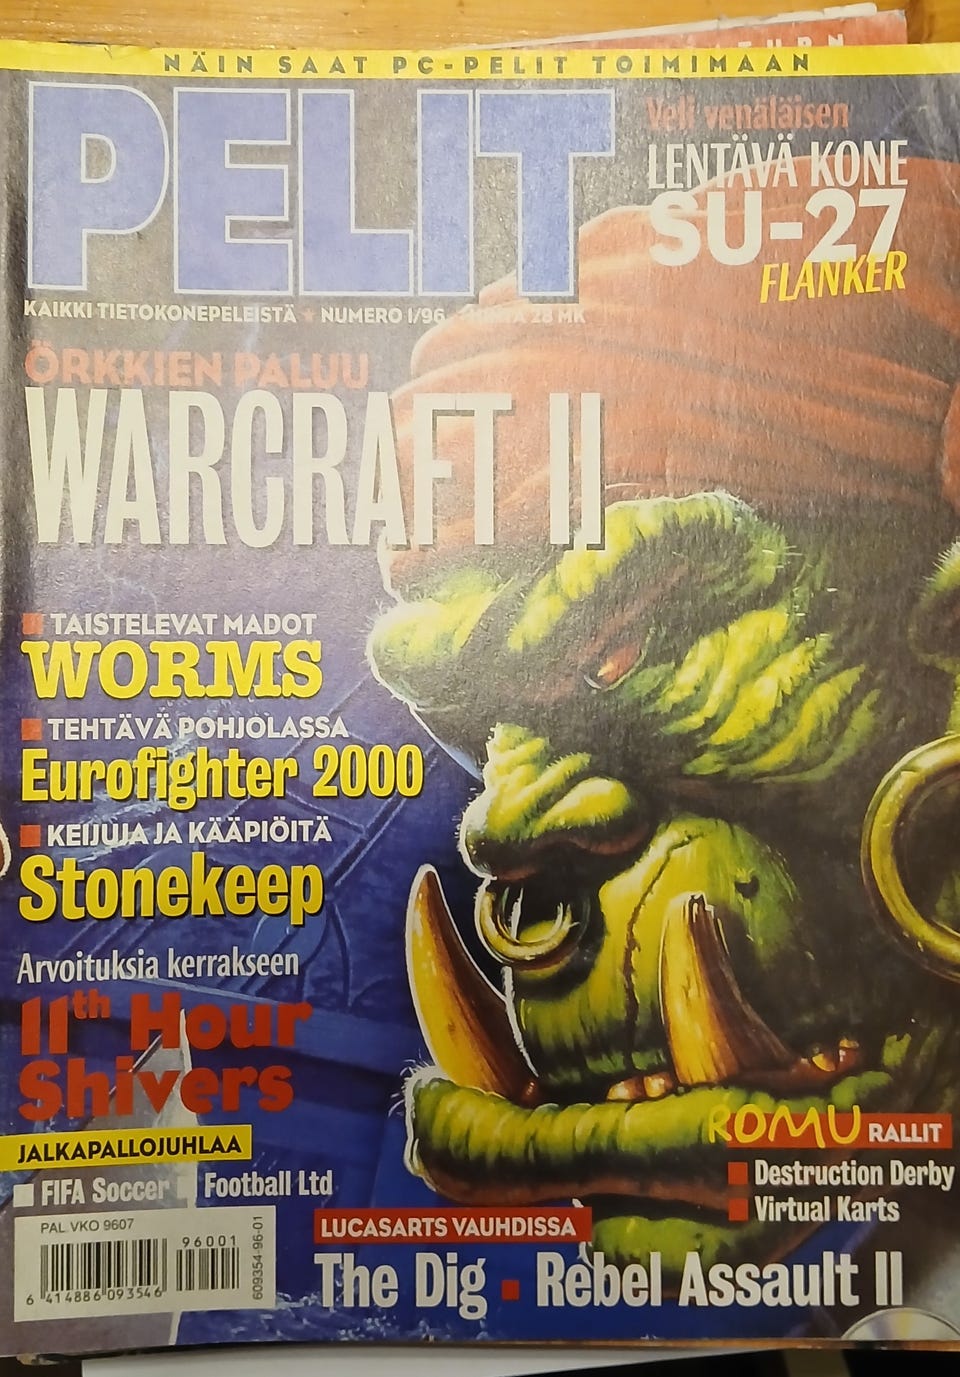 NÄIN SAAT PC-PELIT TOIMIMAAN
PELIT
KAIKKI TIETOKONEPELEISTÄ ★ NUMERO 1/96 HINTA 28 MK
Veli venäläisen
LENTÄVÄ KONE
SU-27
FLANKER
ÖRKKIEN PALUU
WARCRAFT II
TAISTELEVAT MADOT
WORMS
TEHTÄVÄ POHJOLASSA
Eurofighter 2000
KEIJUJA JA KÄÄPIÖITÄ
Stonekeep
Arvoituksia kerrakseen
11th Hour
Shivers
JALKAPALLOJUHLAA
FIFA Soccer Football Ltd
ROMU RALLIT
Destruction Derby
Virtual Karts
LUCASARTS VAUHDISSA
The Dig Rebel Assault II
PAL. VKO 9607
96001
6 414886 093546
609354-96-01